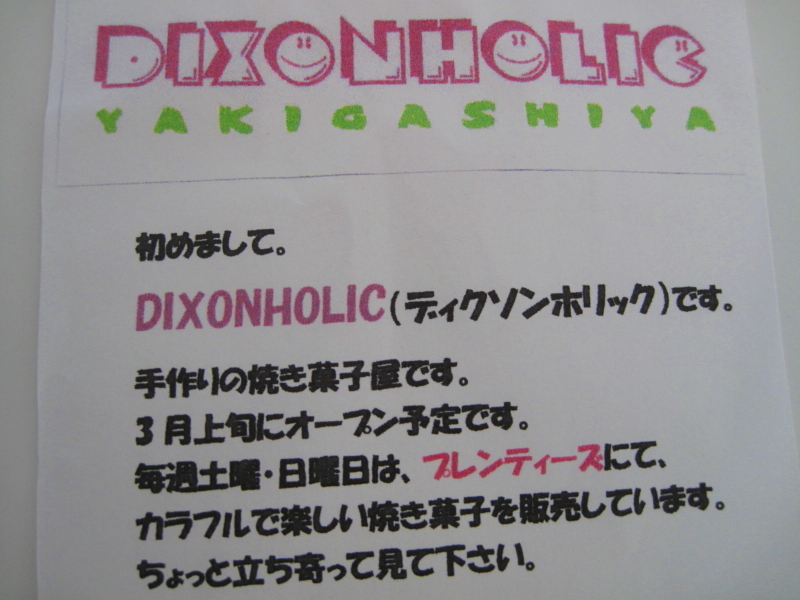 DIXONHOLIC
YAKIGASHIYA
初めまして。
DIXONHOLIC(ディクソンホリック)です。
手作りの焼き菓子屋です。
3月上旬にオープン予定です。
毎週土曜・日曜日は、プレンティーズにて、
カラフルで楽しい焼き菓子を販売しています。
ちょっと立ち寄って見て下さい。